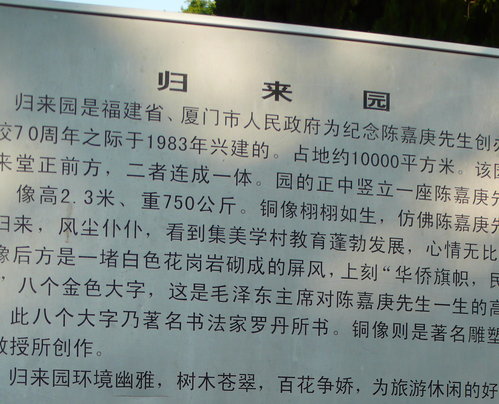 归来园
归来园是福建省、厦门市人民政府为纪念陈嘉庚先生创办
校70周年之际于1983年兴建的。占地约10000平方米。该园
来堂正前方，二者连成一体。园的正中竖立一座陈嘉庚先
像高2.3米、重750公斤。铜像栩栩如生，仿佛陈嘉庚先
归来，风尘仆仆，看到集美学村教育蓬勃发展，心情无比
像后方是一堵白色花岗岩砌成的屏风，上刻“华侨旗帜，民
”八个金色大字，这是毛泽东主席对陈嘉庚先生一生的高
此八个大字乃著名书法家罗丹所书。铜像则是著名雕塑
教授所创作。
归来园环境幽雅，树木苍翠，百花争娇，为旅游休闲的好